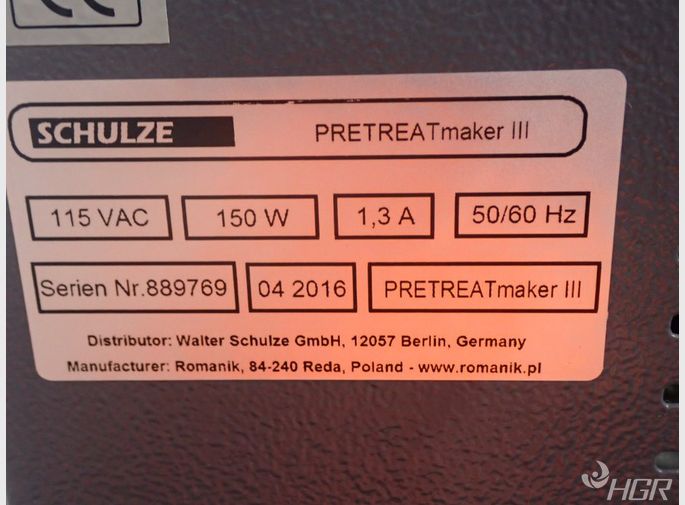 CE
SCHULZE PRETREATmaker III
115 VAC 150 W 1,3 A 50/60 Hz
Serien Nr.889769 04 2016 PRETREATmaker III
Distributor: Walter Schulze GmbH, 12057 Berlin, Germany
Manufacturer: Romanik, 84-240 Reda, Poland - www.romanik.pl
HGR